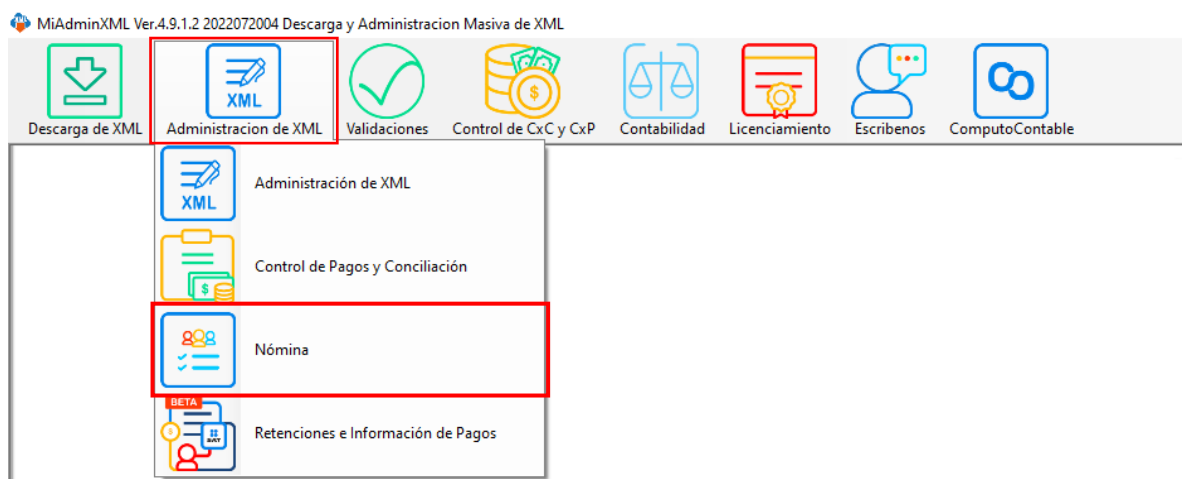 MiAdminXML Ver.4.9.1.2 2022072004 Descarga y Administracion Masiva de XML
XML
Descarga de XML Administracion de XML Validaciones Control de CxC y CxP Contabilidad Licenciamiento Escribenos ComputoContable
XML
Administración de XML
Control de Pagos y Conciliación
Nómina
BETA
SAT
Retenciones e Información de Pagos